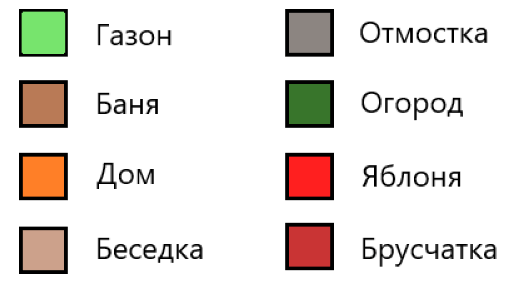 Газон
Баня
Дом
Беседка
Отмостка
Огород
Яблоня
Брусчатка